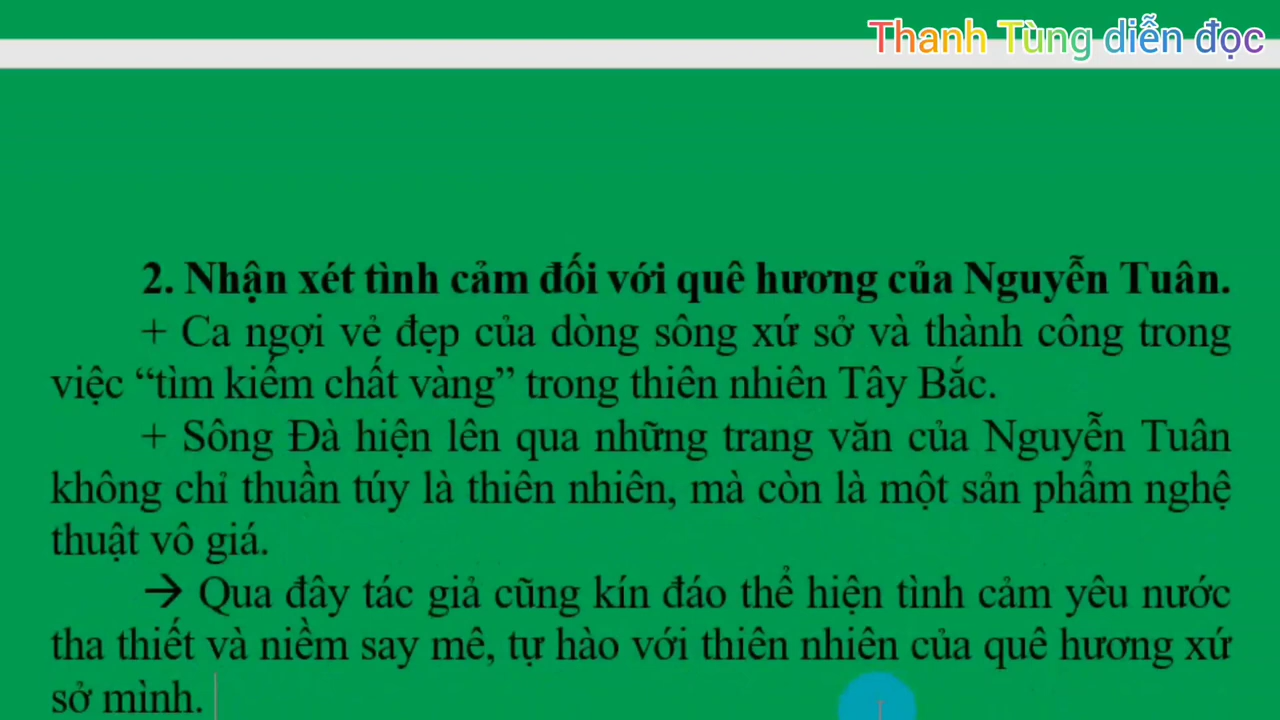 Thanh Tùng diễn đọc
2. Nhận xét tình cảm đối với quê hương của Nguyễn Tuân.
+ Ca ngợi vẻ đẹp của dòng sông xứ sở và thành công trong
việc “tìm kiếm chất vàng” trong thiên nhiên Tây Bắc.
+ Sông Đà hiện lên qua những trang văn của Nguyễn Tuân
không chỉ thuần túy là thiên nhiên, mà còn là một sản phẩm nghệ
thuật vô giá.
→ Qua đây tác giả cũng kín đáo thể hiện tình cảm yêu nước
tha thiết và niềm say mê, tự hào với thiên nhiên của quê hương xứ
sở mình.